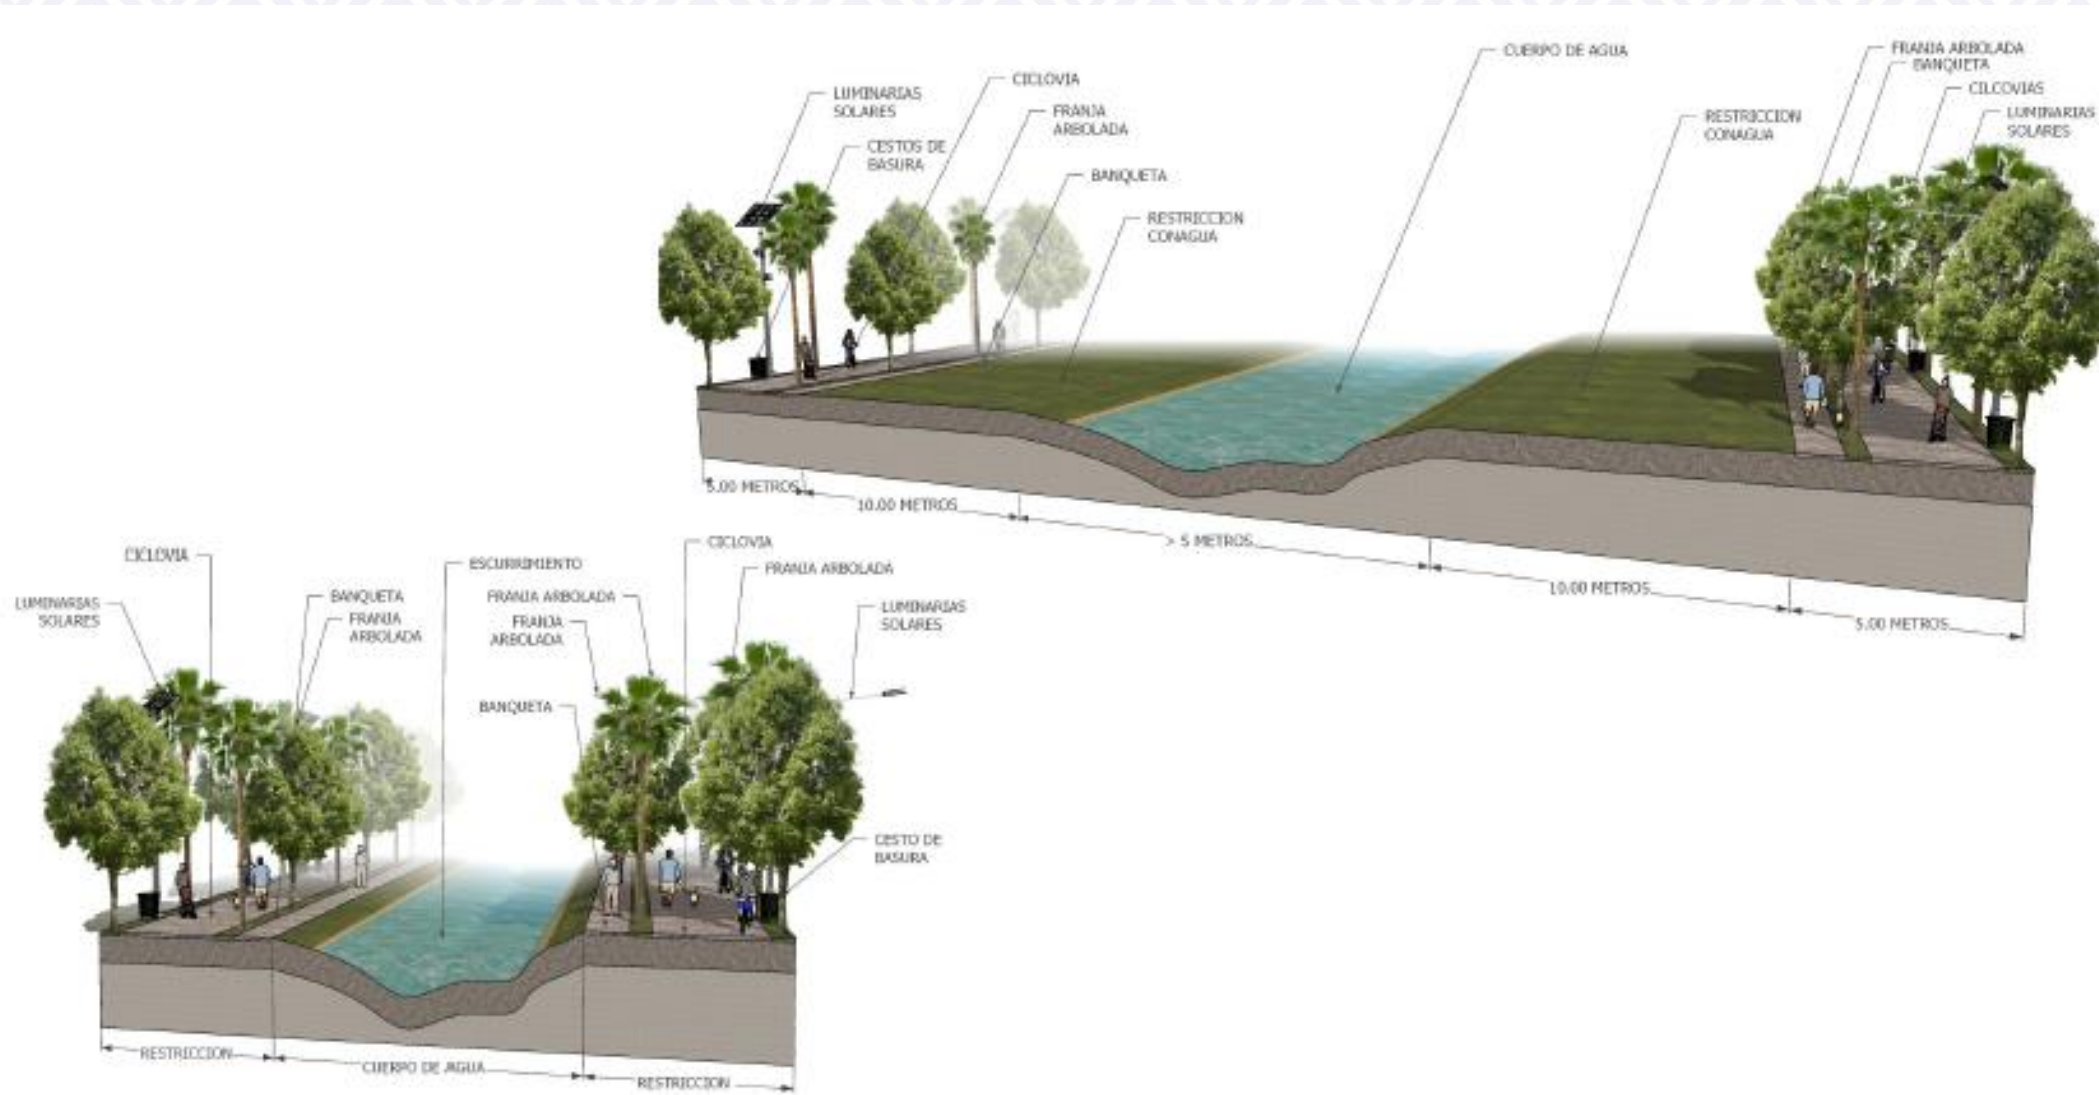 CUERPO DE AGUA
FRANJA ARBOLADA
BANQUETA
CILCOVIAS
LUMINARIAS
SOLARES
CICLOVIA
LUMINARIAS
SOLARES
FRANJA
ARBOLADA
RESTRICCION
CONAGUA
CESTOS DE
BASURA
BANQUETA
RESTRICCION
CONAGUA
5.00 METROS
10.00 METROS
> 5 METROS
10.00 METROS
5.00 METROS
CICLOVIA
CICLOVIA
ESCURRIMIENTO
FRANJA ARBOLADA
LUMINARIAS
SOLARES
BANQUETA
FRANJA
ARBOLADA
FRANJA ARBOLADA
FRANJA
ARBOLADA
LUMINARIAS
SOLARES
BANQUETA
CESTO DE
BASURA
RESTRICCION
CUERPO DE AGUA
RESTRICCION